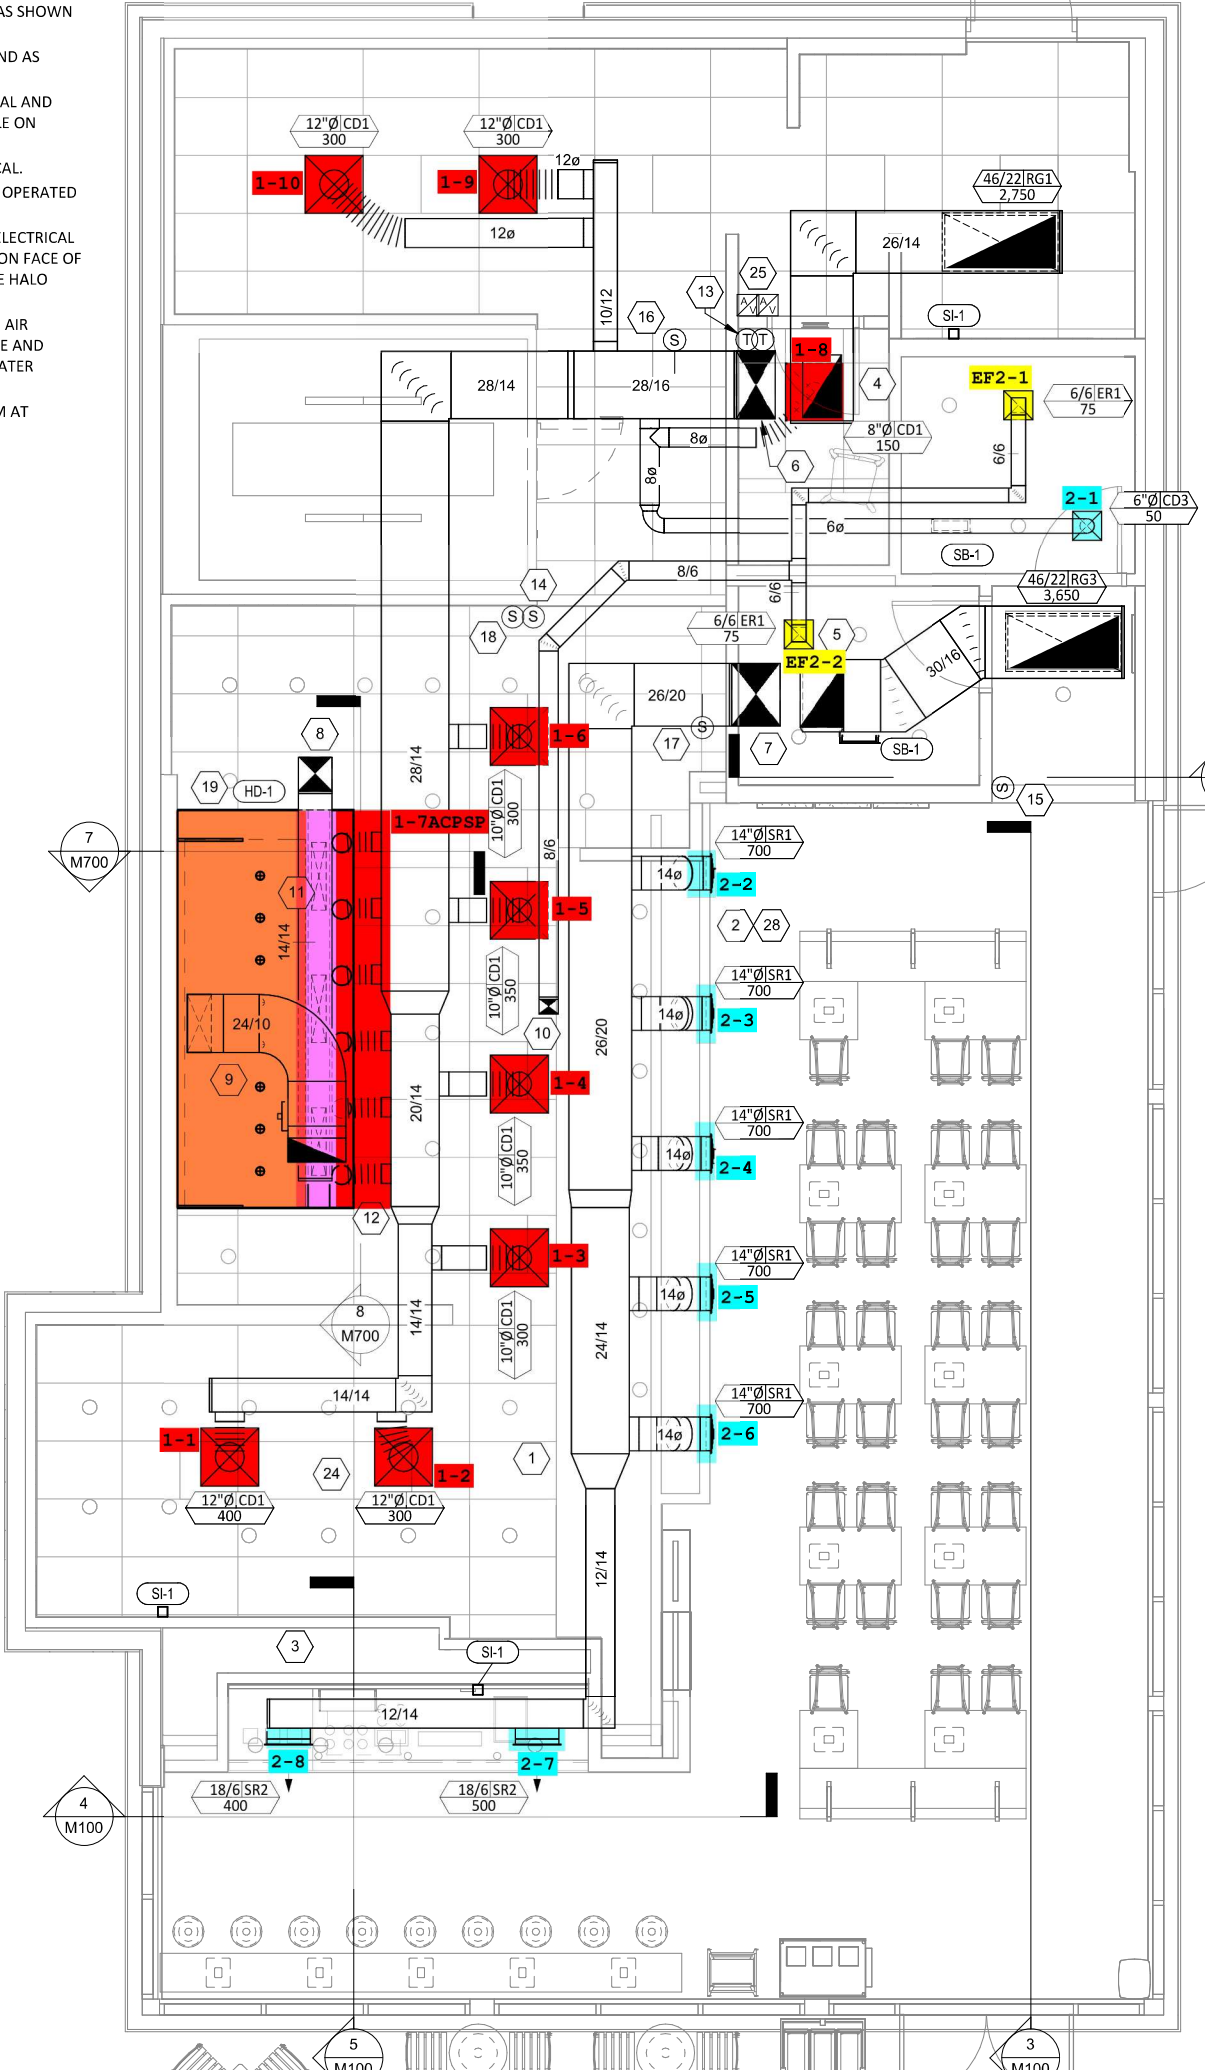 AS SHOWN
ND AS
AL AND
LE ON
CAL.
OPERATED
ELECTRICAL
ON FACE OF
E HALO
AIR
E AND
ATER
M AT
12"Ø CD1
300
12"Ø CD1
300
1-10
1-9
12ø
12ø
46/22 RG1
2,750
26/14
25
13
A V
A V
10/12
16
S
T T
1-8
SI-1
28/14
28/16
4
EF2-1
6/6 ER1
75
8"Ø CD1
150
8ø
8ø
6
6/6
2-1
6"Ø CD3
50
6ø
SB-1
8/6
14
46/22 RG3
3,650
6/6
S S
18
6/6 ER1
75
5
EF2-2
30/16
26/20
1-6
8
17
S
7
SB-1
28/14
19
HD-1
S
15
10"Ø CD1
300
1-7ACPSP
7
M700
8/6
14"Ø SR1
700
14ø
2-2
11
1-5
2
28
14/14
10"Ø CD1
350
14"Ø SR1
700
24/10
10
14ø
2-3
26/20
9
1-4
20/14
14"Ø SR1
700
14ø
2-4
10"Ø CD1
350
12
1-3
14"Ø SR1
700
14ø
2-5
8
M700
14/14
10"Ø CD1
300
24/14
14/14
14"Ø SR1
700
14ø
2-6
1-1
24
1-2
1
12"Ø CD1
400
12"Ø CD1
300
12/14
SI-1
3
SI-1
12/14
2-8
2-7
18/6 SR2
400
18/6 SR2
500
4
M100
5
M100
3
M100